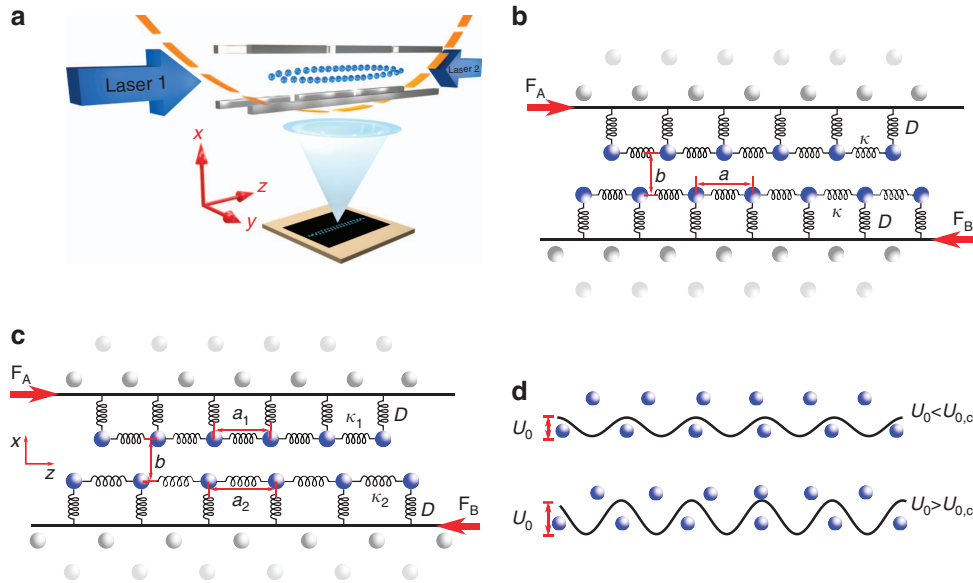 a
Laser 1
Laser 2
x
z
y
b
F_A
D
κ
b
a
κ
D
F_B
c
F_A
D
a_1
κ_1
x
z
b
a_2
κ_2
D
F_B
d
U_0
U_0<U_0,c
U_0
U_0>U_0,c